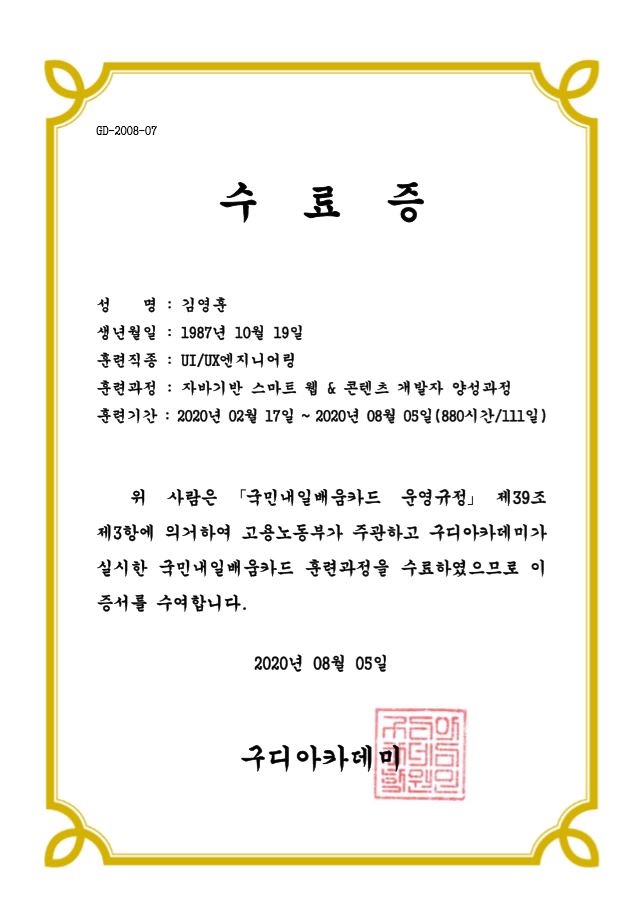 GD-2008-07
수 료 증
성 명 : 김영훈
생년월일 : 1987년 10월 19일
훈련직종 : UI/UX엔지니어링
훈련과정 : 자바기반 스마트 웹 & 콘텐츠 개발자 양성과정
훈련기간 : 2020년 02월 17일 ~ 2020년 08월 05일(880시간/111일)
위 사람은 「국민내일배움카드 운영규정」 제39조
제3항에 의거하여 고용노동부가 주관하고 구디아카데미가
실시한 국민내일배움카드 훈련과정을 수료하였으므로 이
증서를 수여합니다.
2020년 08월 05일
구디아카데미